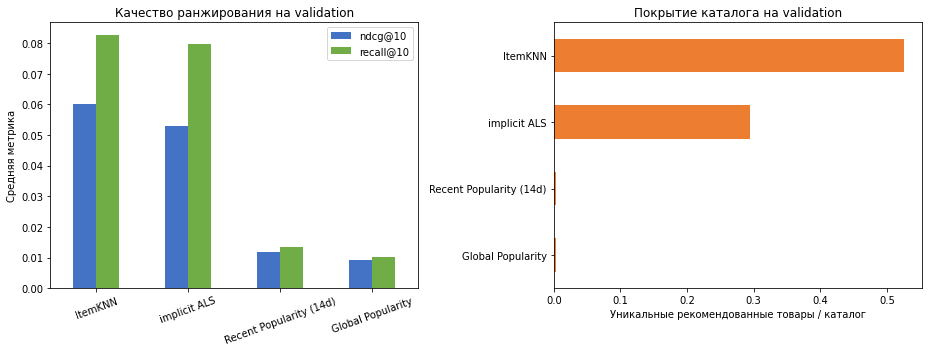 Качество ранжирования на validation
ndcg@10
recall@10
Средняя метрика
0.08
0.07
0.06
0.05
0.04
0.03
0.02
0.01
0.00
ItemKNN
implicit ALS
Recent Popularity (14d)
Global Popularity
Покрытие каталога на validation
ItemKNN
implicit ALS
Recent Popularity (14d)
Global Popularity
0.0 0.1 0.2 0.3 0.4 0.5
Уникальные рекомендованные товары / каталог